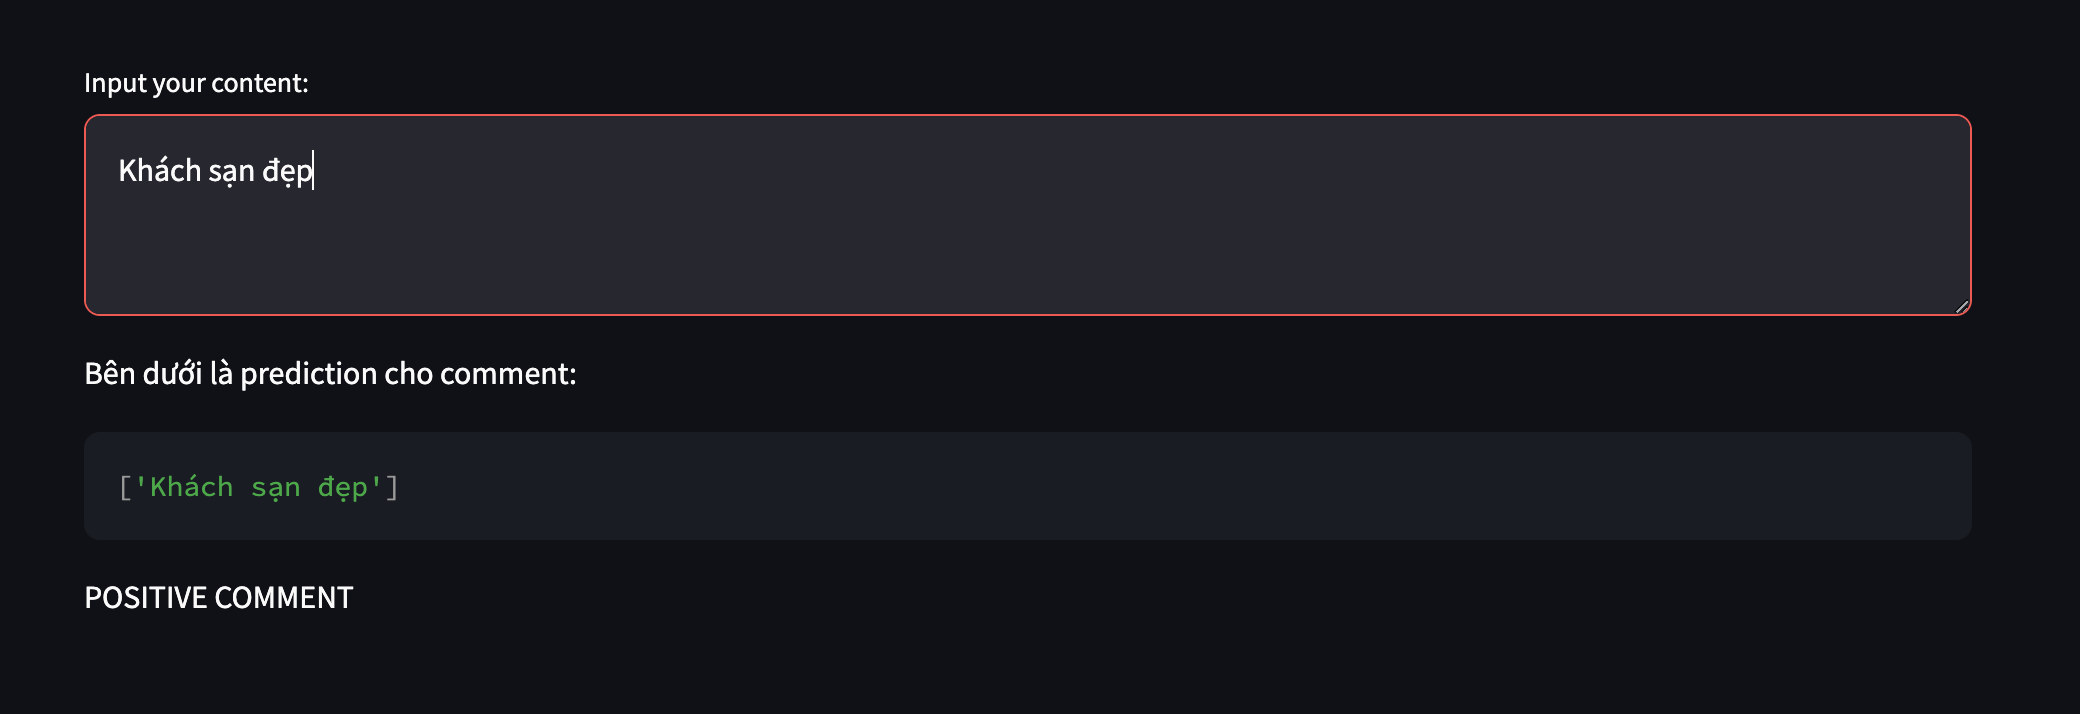 Input your content:
Khách sạn đẹp
Bên dưới là prediction cho comment:
['Khách sạn đẹp']
POSITIVE COMMENT